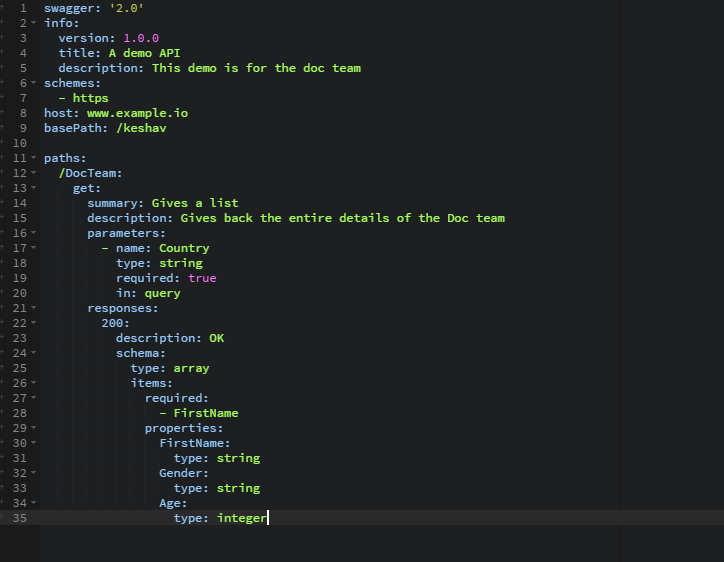 1 swagger: '2.0'
2 info:
3   version: 1.0.0
4   title: A demo API
5   description: This demo is for the doc team
6 schemes:
7   - https
8 host: www.example.io
9 basePath: /keshav
10
11 paths:
12   /DocTeam:
13     get:
14       summary: Gives a list
15       description: Gives back the entire details of the Doc team
16       parameters:
17         - name: Country
18           type: string
19           required: true
20           in: query
21       responses:
22         200:
23           description: OK
24           schema:
25             type: array
26             items:
27               required:
28                 - FirstName
29               properties:
30                 FirstName:
31                   type: string
32                 Gender:
33                   type: string
34                 Age:
35                   type: integer